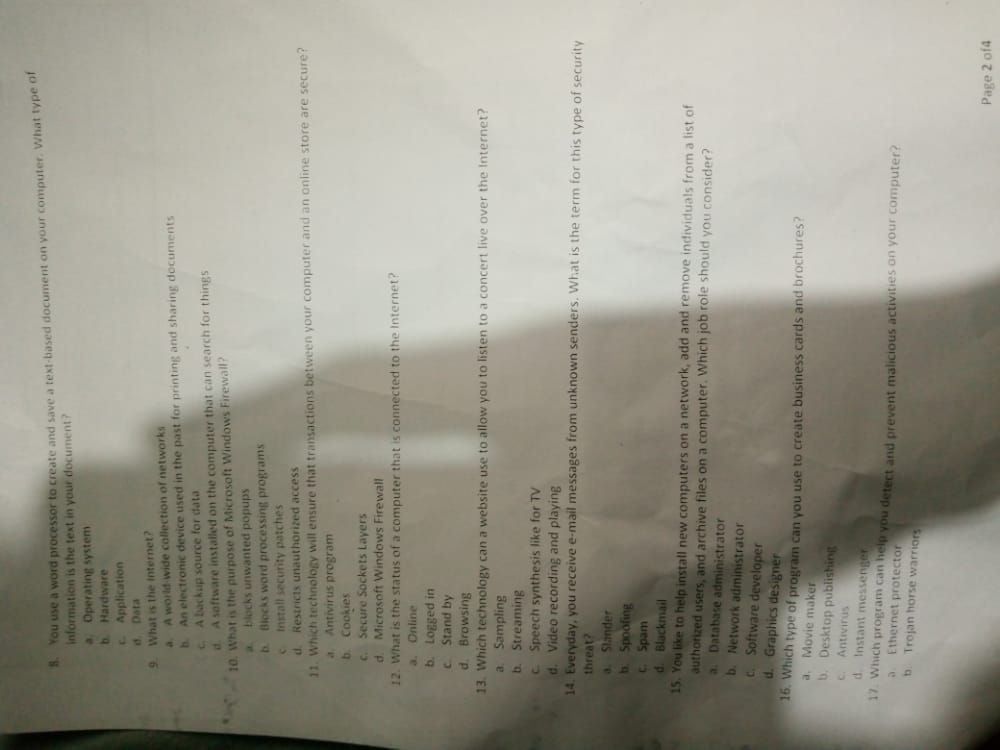 8. You use a word processor to create and save a text-based document on your computer. What type of
information is the text in your document?
a. Operating system
b. Hardware
c. Application
d. Data
9. What is the Internet?
a. A world-wide collection of networks
b. An electronic device used in the past for printing and sharing documents
c. A backup source for data
d. A software installed on the computer that can search for things
10. What is the purpose of Microsoft Windows Firewall?
a. Blocks unwanted popups
b. Blocks word processing programs
c. Install security patches
d. Restricts unauthorized access
11. Which technology will ensure that transactions between your computer and an online store are secure?
a. Antivirus program
b. Cookies
c. Secure Sockets Layers
d. Microsoft Windows Firewall
12. What is the status of a computer that is connected to the Internet?
a. Online
b. Logged in
c. Stand by
d. Browsing
13. Which technology can a website use to allow you to listen to a concert live over the Internet?
a. Sampling
b. Streaming
c. Speech synthesis like for TV
d. Video recording and playing
14. Everyday, you receive e-mail messages from unknown senders. What is the term for this type of security
threat?
a. Slander
b. Spoofing
c. Spam
d. Blackmail
15. You like to help install new computers on a network, add and remove individuals from a list of
authorized users, and archive files on a computer. Which job role should you consider?
a. Database administrator
b. Network administrator
c. Software developer
d. Graphics designer
16. Which type of program can you use to create business cards and brochures?
a. Movie maker
b. Desktop publishing
c. Antivirus
d. Instant messenger
17. Which program can help you detect and prevent malicious activities on your computer?
a. Ethernet protector
b. Trojan horse warriors
Page 2 of4